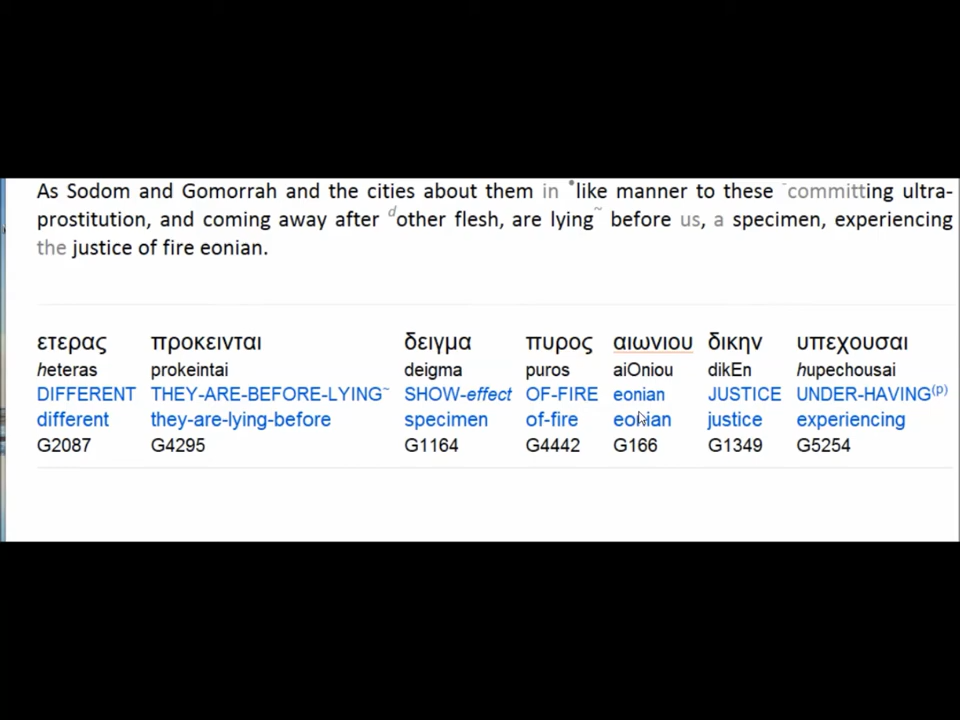 As Sodom and Gomorrah and the cities about them in •like manner to these ~committing ultra-
prostitution, and coming away after dother flesh, are lying~ before us, a specimen, experiencing
the justice of fire eonian.
ετερας προκεινται δειγμα πυρος αιωνιου δικην υπεχουσαι
heteras prokeintai deigma puros aiOniou dikEn hupechousai
DIFFERENT THEY-ARE-BEFORE-LYING~ SHOW-effect OF-FIRE eonian JUSTICE UNDER-HAVING(p)
different they-are-lying-before specimen of-fire eonian justice experiencing
G2087 G4295 G1164 G4442 G166 G1349 G5254